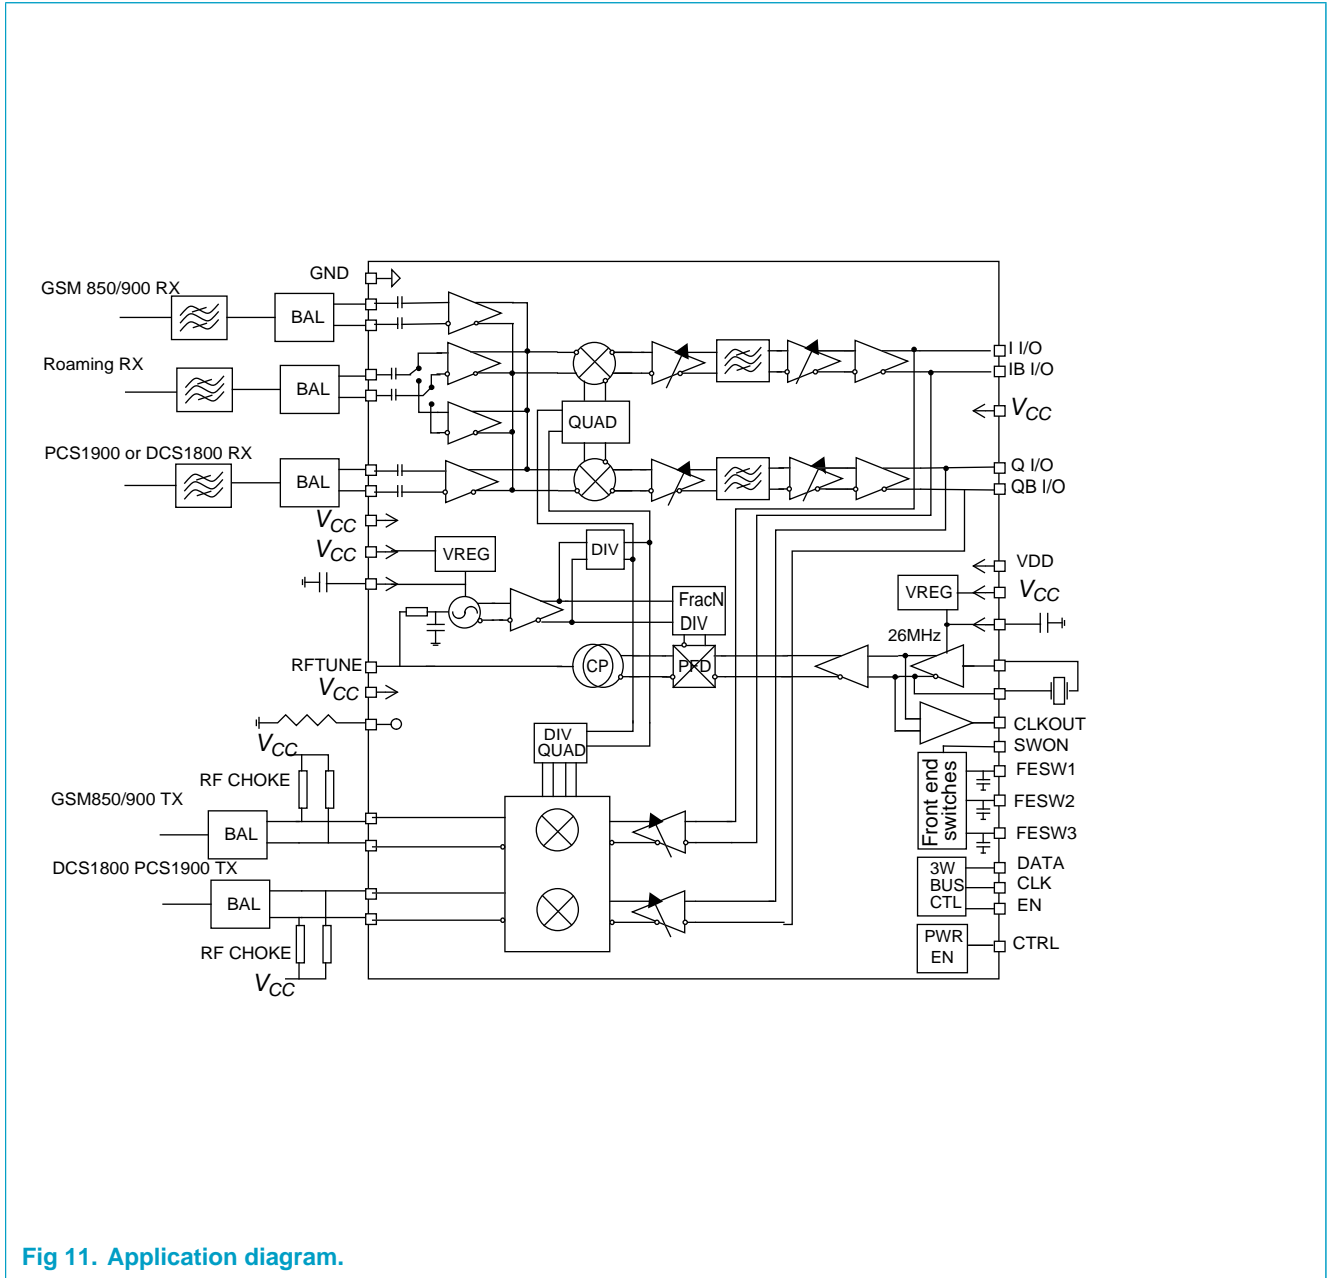 GND
GSM 850/900 RX
BAL
Roaming RX
BAL
PCS1900 or DCS1800 RX
BAL
QUAD
I I/O
IB I/O
VCC
Q I/O
QB I/O
VCC
VCC
VREG
DIV
FracN
DIV
VDD
VREG
VCC
26MHz
RFTUNE
CP
PFD
VCC
CLKOUT
SWON
DIV
QUAD
VCC
RF CHOKE
GSM850/900 TX
BAL
Front end
switches
FESW1
FESW2
FESW3
DCS1800 PCS1900 TX
BAL
3W
BUS
CTL
DATA
CLK
EN
RF CHOKE
VCC
PWR
EN
CTRL
Fig 11. Application diagram.